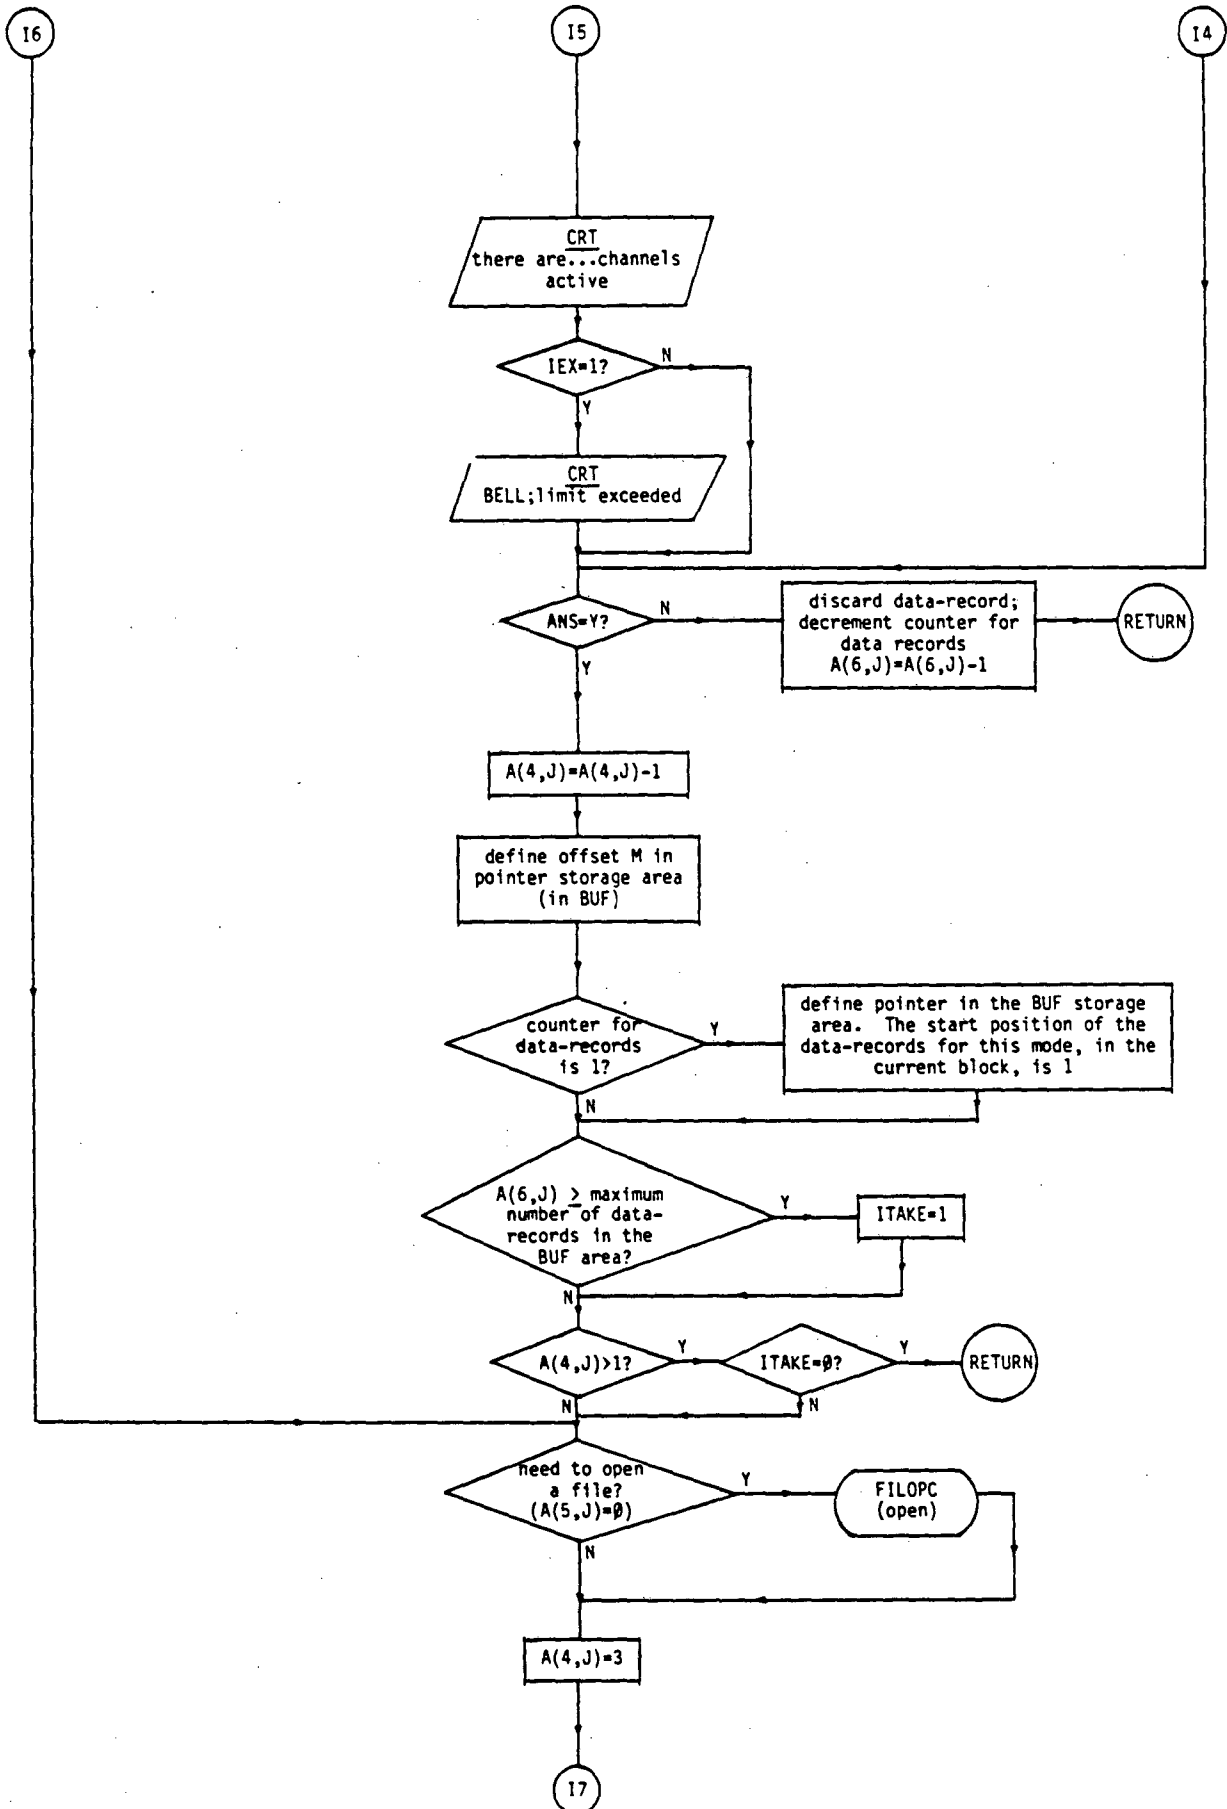 I6
I5
I4
CRT
there are...channels
active
IEX=1?
N
Y
CRT
BELL;limit exceeded
ANS=Y?
N
discard data-record;
decrement counter for
data records
A(6,J)=A(6,J)-1
RETURN
Y
A(4,J)=A(4,J)-1
define offset M in
pointer storage area
(in BUF)
counter for
data-records
is 1?
Y
define pointer in the BUF storage
area. The start position of the
data-records for this mode, in the
current block, is 1
N
A(6,J) ≥ maximum
number of data-
records in the
BUF area?
Y
ITAKE=1
N
A(4,J)>1?
Y
ITAKE=0?
Y
RETURN
N
N
need to open
a file?
(A(5,J)=0)
Y
FILOPC
(open)
N
A(4,J)=3
I7